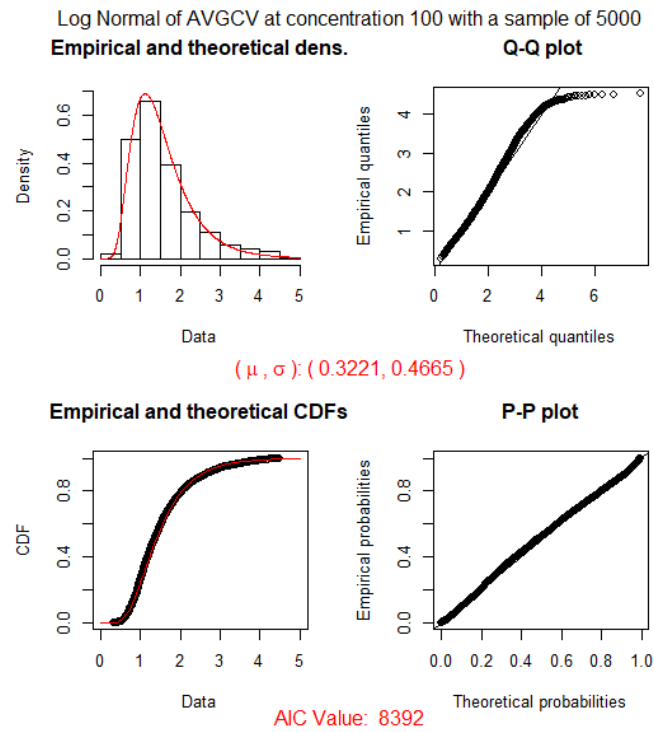 Log Normal of AVGCV at concentration 100 with a sample of 5000
Empirical and theoretical dens.
Density
0.0 0.2 0.4 0.6
0 1 2 3 4 5
Data
Q-Q plot
Empirical quantiles
1 2 3 4
0 2 4 6
Theoretical quantiles
( μ , σ ): ( 0.3221, 0.4665 )
Empirical and theoretical CDFs
CDF
0.0 0.4 0.8
0 1 2 3 4 5
Data
P-P plot
Empirical probabilities
0.0 0.4 0.8
0.0 0.2 0.4 0.6 0.8 1.0
Theoretical probabilities
AIC Value: 8392